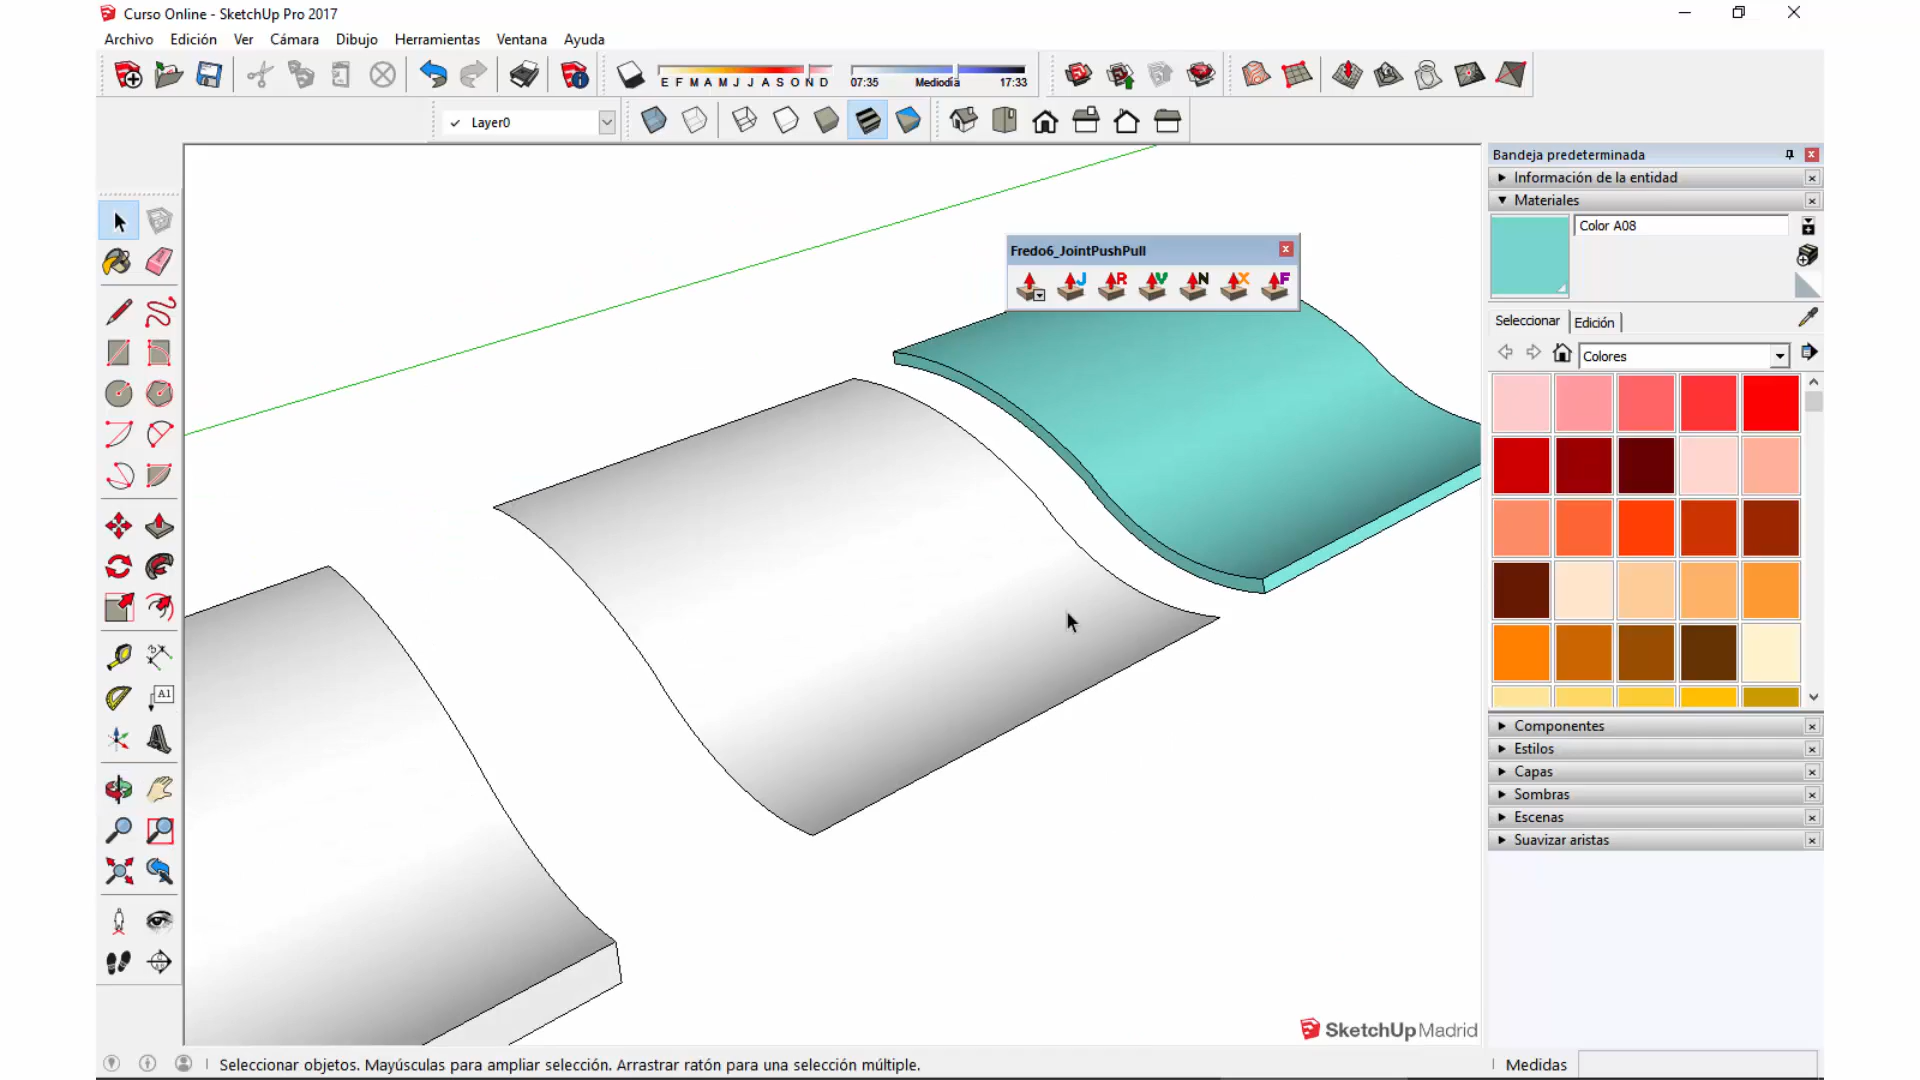 Curso Online - SketchUp Pro 2017
Archivo Edición Ver Cámara Dibujo Herramientas Ventana Ayuda
E F M A M J J A S O N D 07:35 Mediodía 17:33
Layer0
Bandeja predeterminada
Información de la entidad
Materiales
Color A08
Fredo6_JointPushPull
J R V N X F
Seleccionar Edición
Colores
A1
Componentes
Estilos
Capas
Sombras
Escenas
Suavizar aristas
SketchUp Madrid
Seleccionar objetos. Mayúsculas para ampliar selección. Arrastrar ratón para una selección múltiple.
Medidas